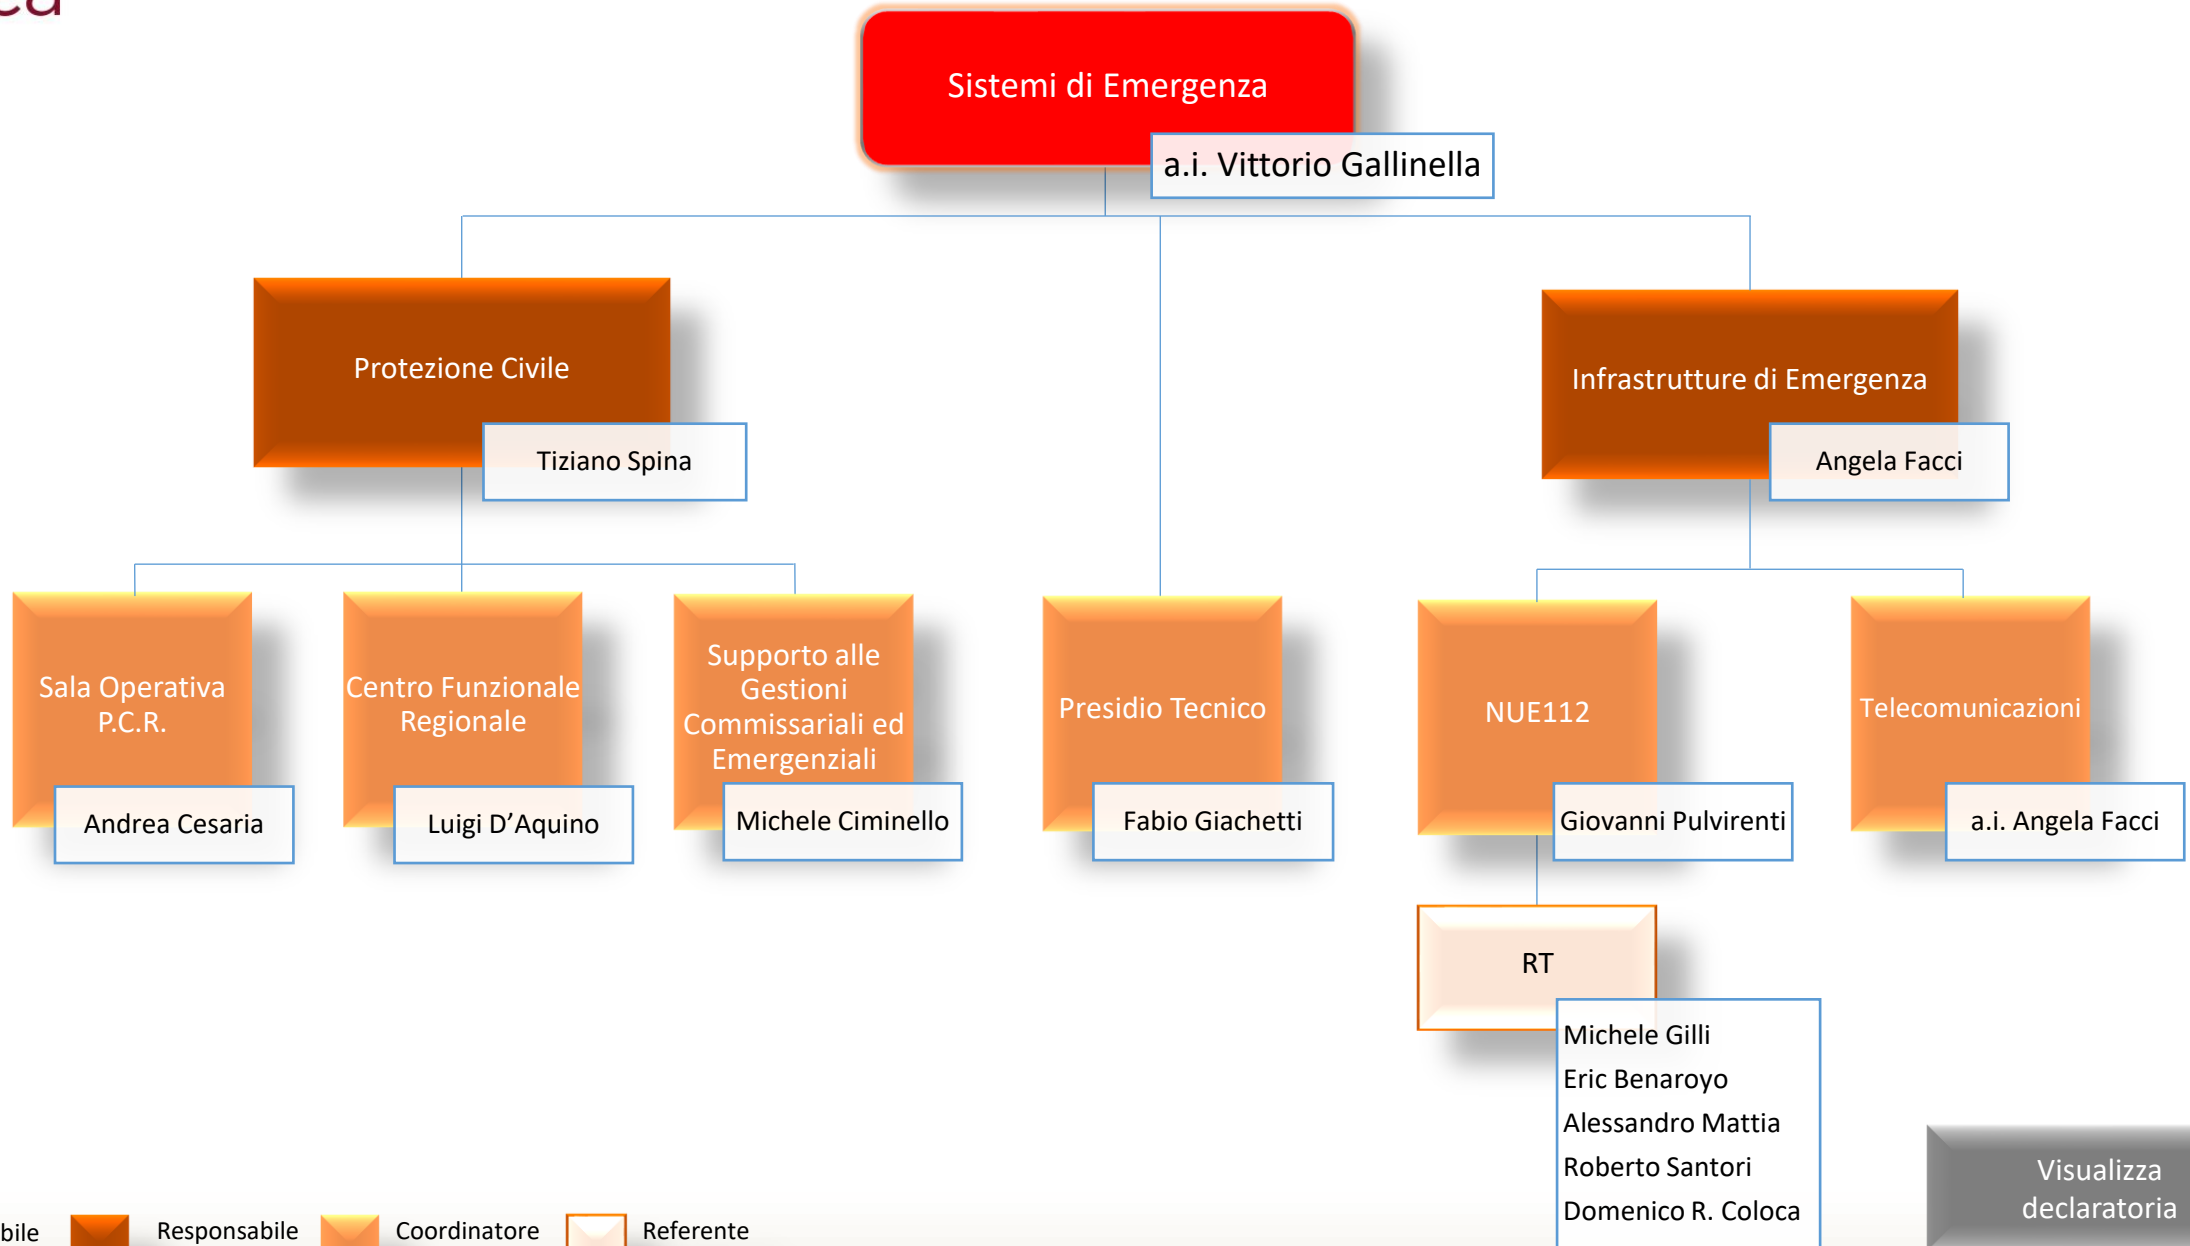 Sistemi di Emergenza
a.i. Vittorio Gallinella
Protezione Civile
Tiziano Spina
Infrastrutture di Emergenza
Angela Facci
Sala Operativa
P.C.R.
Andrea Cesaria
Centro Funzionale
Regionale
Luigi D’Aquino
Supporto alle
Gestioni
Commissariali ed
Emergenziali
Michele Ciminello
Presidio Tecnico
Fabio Giachetti
NUE112
Giovanni Pulvirenti
Telecomunicazioni
a.i. Angela Facci
RT
Michele Gilli
Eric Benaroyo
Alessandro Mattia
Roberto Santori
Domenico R. Coloca
Visualizza
declaratoria
bile
Responsabile
Coordinatore
Referente